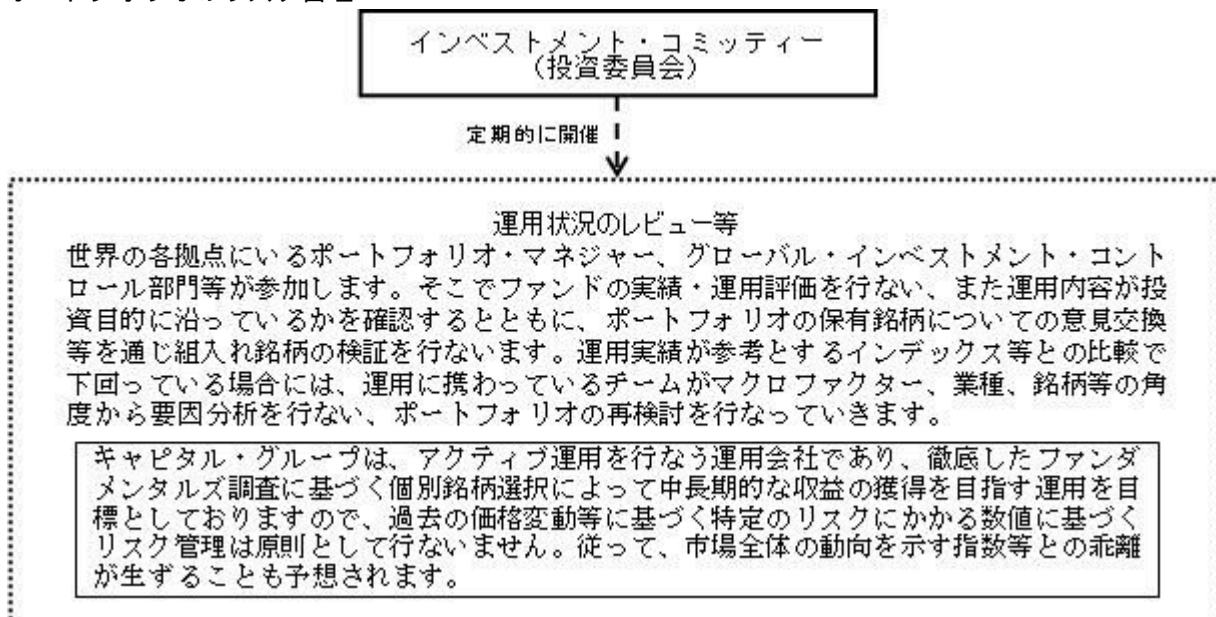 インベストメント・コミッティー
（投資委員会）
定期的に開催
運用状況のレビュー等
世界の各拠点にいるポートフォリオ・マネジャー、グローバル・インベストメント・コント
ロール部門等が参加します。そこでファンドの実績・運用評価を行ない、また運用内容が投
資目的に沿っているかを確認するとともに、ポートフォリオの保有銘柄についての意見交換
等を通じ組入れ銘柄の検証を行ないます。運用実績が参考とするインデックス等との比較で
下回っている場合には、運用に携わっているチームがマクロファクター、業種、銘柄等の角
度から要因分析を行ない、ポートフォリオの再検討を行なっていきます。
キャピタル・グループは、アクティブ運用を行なう運用会社であり、徹底したファンダ
メンタルズ調査に基づく個別銘柄選択によって中長期的な収益の獲得を目指す運用を目
標としておりますので、過去の価格変動等に基づく特定のリスクにかかる数値に基づく
リスク管理は原則として行ないません。従って、市場全体の動向を示す指数等との乖離
が生ずることも予想されます。